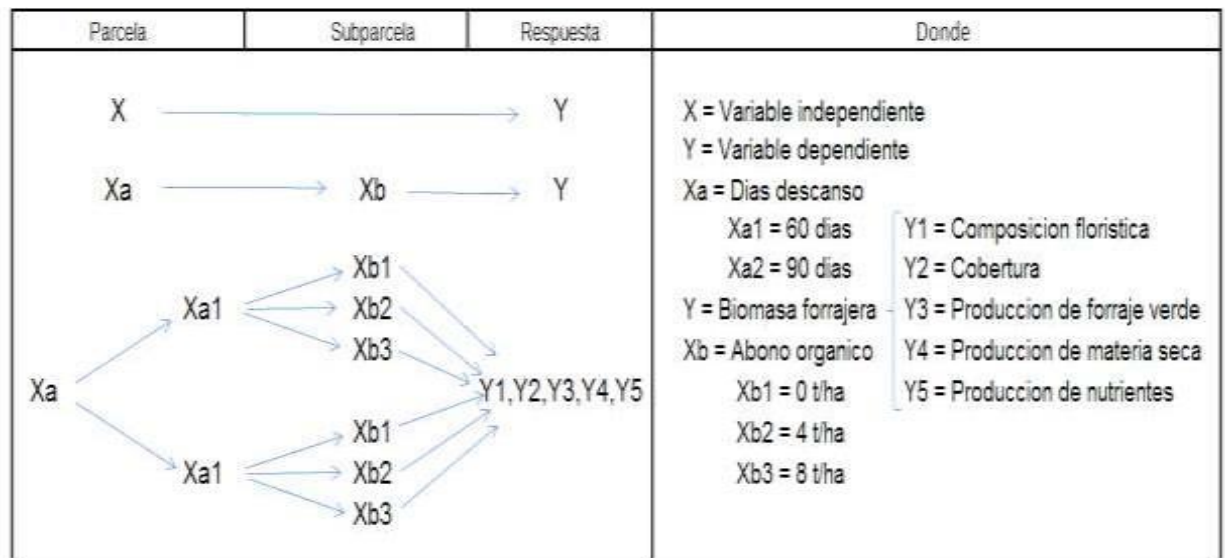 Parcela Subparcela Respuesta Donde
X Y
Xa Xb Y
Xb1
Xa1 Xb2
Xb3
Xa Y1,Y2,Y3,Y4,Y5
Xb1
Xa1 Xb2
Xb3
X = Variable independiente
Y = Variable dependiente
Xa = Dias descanso
Xa1 = 60 dias Y1 = Composicion floristica
Xa2 = 90 dias Y2 = Cobertura
Y = Biomasa forrajera Y3 = Produccion de forraje verde
Xb = Abono organico Y4 = Produccion de materia seca
Xb1 = 0 t/ha Y5 = Produccion de nutrientes
Xb2 = 4 t/ha
Xb3 = 8 t/ha